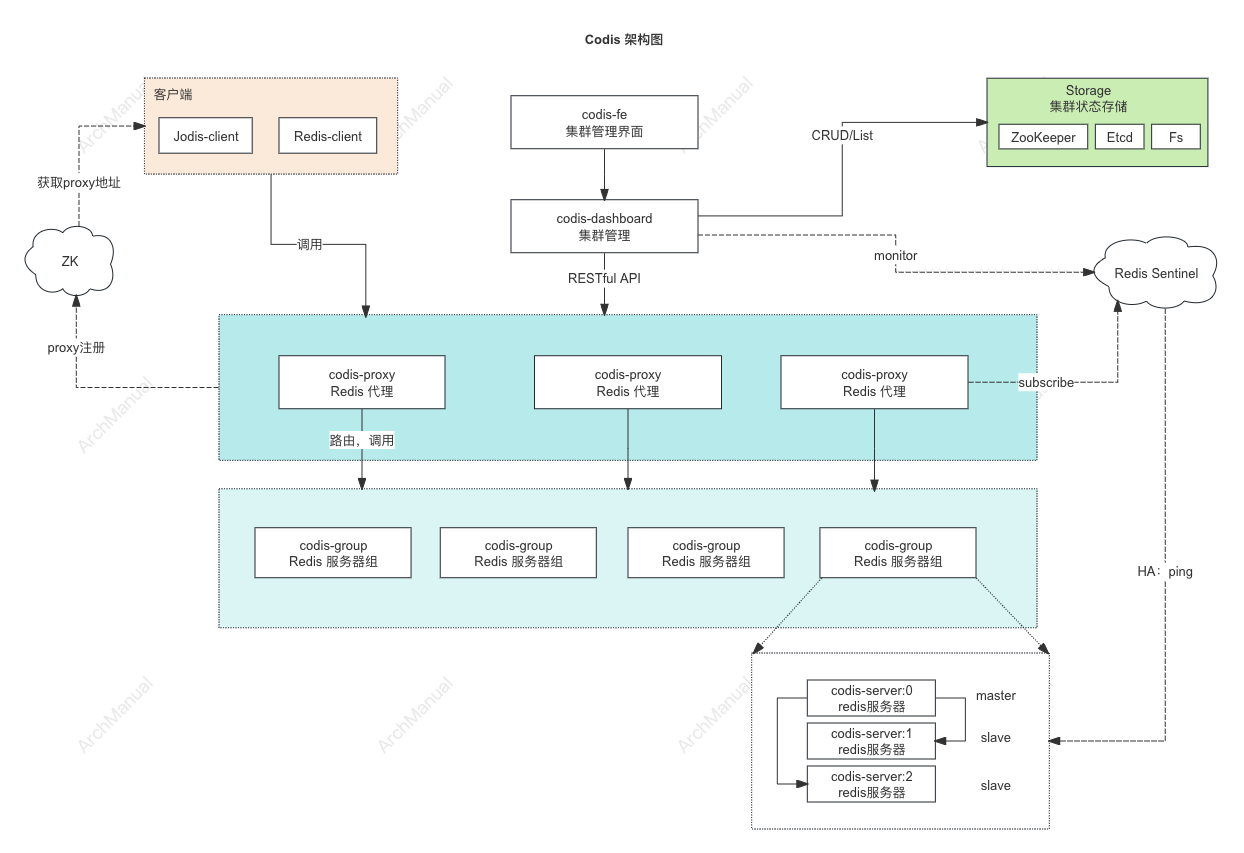 Codis 架构图
客户端
Jodis-client
Redis-client
codis-fe
集群管理界面
Storage
集群状态存储
ZooKeeper
Etcd
Fs
CRUD/List
获取proxy地址
codis-dashboard
集群管理
调用
ZK
monitor
Redis Sentinel
RESTful API
proxy注册
codis-proxy
Redis 代理
codis-proxy
Redis 代理
codis-proxy
Redis 代理
subscribe
路由，调用
codis-group
Redis 服务器组
codis-group
Redis 服务器组
codis-group
Redis 服务器组
codis-group
Redis 服务器组
HA：ping
codis-server:0
redis服务器
master
codis-server:1
redis服务器
slave
codis-server:2
redis服务器
slave
ArchManual
ArchManual
ArchManual
ArchManual
ArchManual
ArchManual
ArchManual